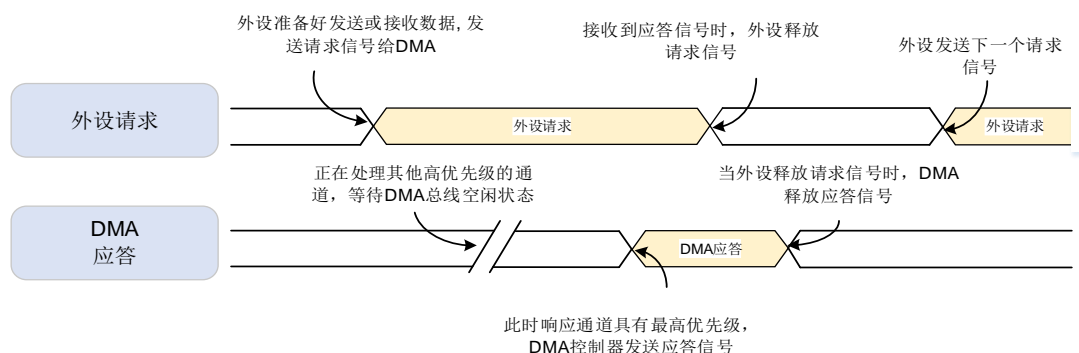 外设准备好发送或接收数据, 发
送请求信号给DMA
接收到应答信号时，外设释放
请求信号
外设发送下一个请求
信号
外设请求
外设请求
外设请求
正在处理其他高优先级的通
道，等待DMA总线空闲状态
当外设释放请求信号时，DMA
释放应答信号
DMA
应答
DMA应答
此时响应通道具有最高优先级，
DMA控制器发送应答信号